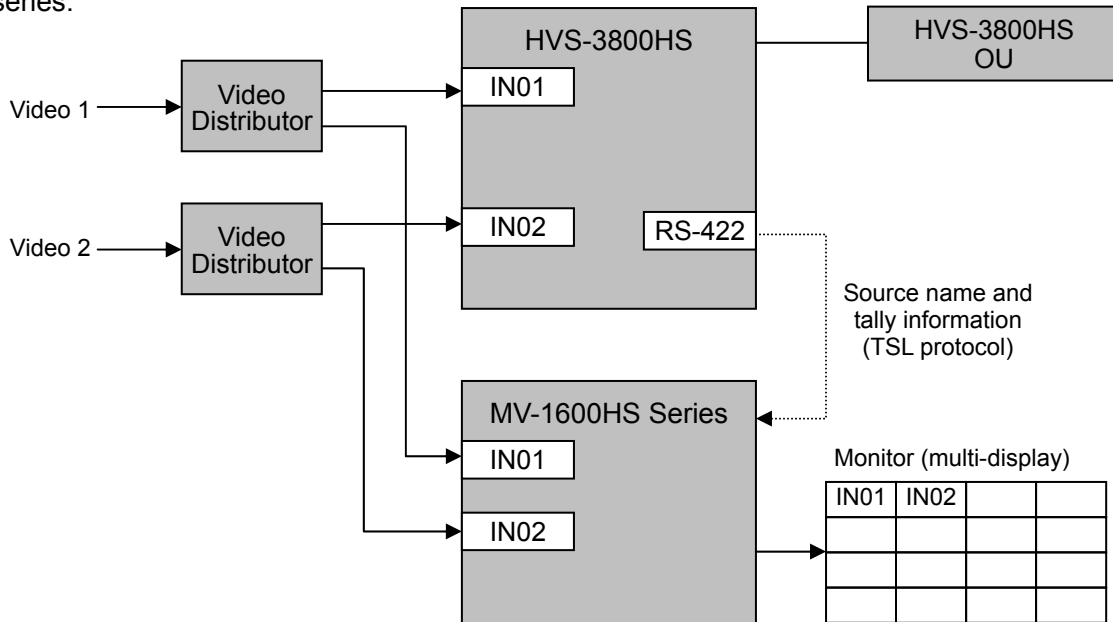 series.
HVS-3800HS
HVS-3800HS
OU
IN01
Video 1
Video
Distributor
IN02
RS-422
Video 2
Video
Distributor
Source name and
tally information
(TSL protocol)
MV-1600HS Series
IN01
Monitor (multi-display)
IN01 IN02
IN02